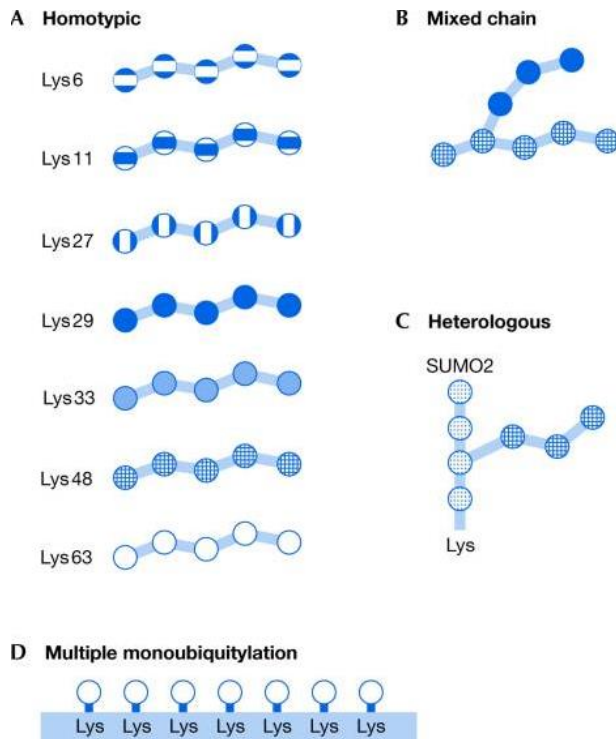 A Homotypic
Lys6
Lys11
Lys27
Lys29
Lys33
Lys48
Lys63
B Mixed chain
C Heterologous
SUMO2
Lys
D Multiple monoubiquitylation
Lys Lys Lys Lys Lys Lys Lys